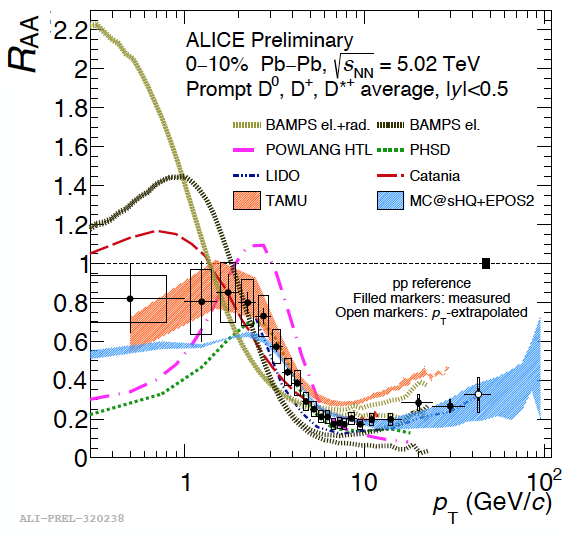 R_AA
2.2
2
1.8
1.6
1.4
1.2
1
0.8
0.6
0.4
0.2
0
ALICE Preliminary
0–10% Pb–Pb, √s_NN = 5.02 TeV
Prompt D⁰, D⁺, D*⁺ average, |y|<0.5
BAMPS el.+rad.
BAMPS el.
POWLANG HTL
PHSD
LIDO
Catania
TAMU
MC@sHQ+EPOS2
pp reference
Filled markers: measured
Open markers: p_T-extrapolated
1
10
10²
p_T (GeV/c)
ALI-PREL-320238